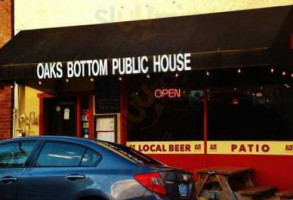 OAKS BOTTOM PUBLIC HOUSE
OPEN
LOCAL BEER
PATIO